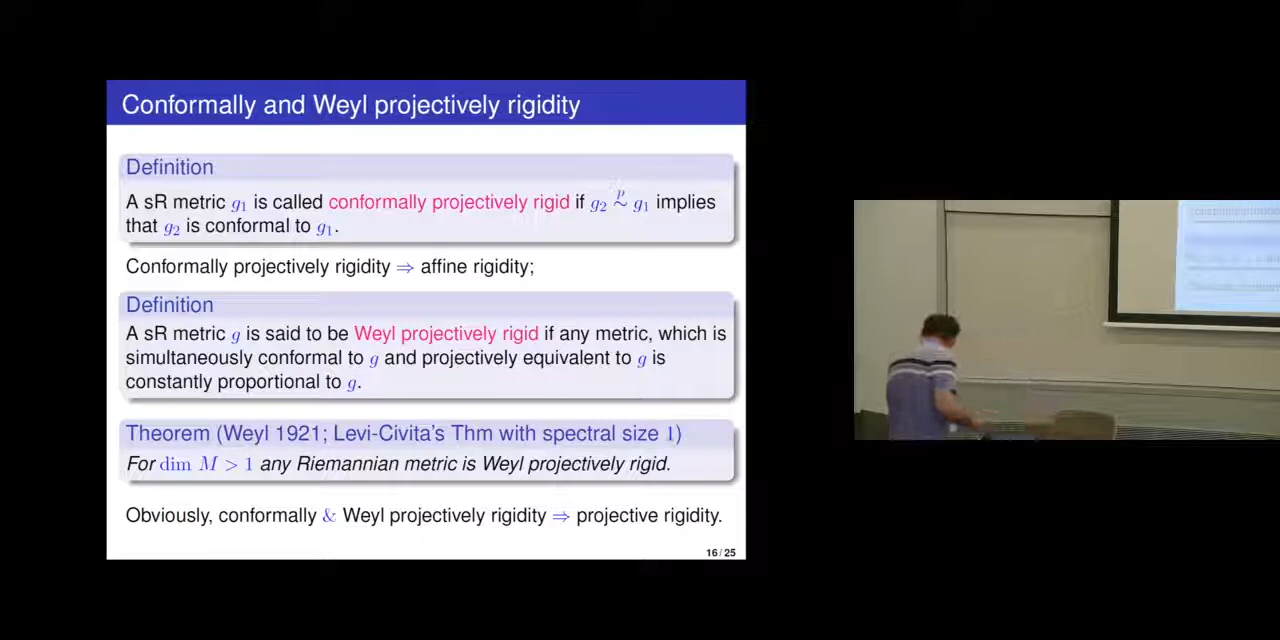 Conformally and Weyl projectively rigidity
Definition
A sR metric g₁ is called conformally projectively rigid if g₂ ᵖ∼ g₁ implies
that g₂ is conformal to g₁.
Conformally projectively rigidity ⇒ affine rigidity;
Definition
A sR metric g is said to be Weyl projectively rigid if any metric, which is
simultaneously conformal to g and projectively equivalent to g is
constantly proportional to g.
Theorem (Weyl 1921; Levi-Civita's Thm with spectral size 1)
For dim M > 1 any Riemannian metric is Weyl projectively rigid.
Obviously, conformally & Weyl projectively rigidity ⇒ projective rigidity.
16 / 25